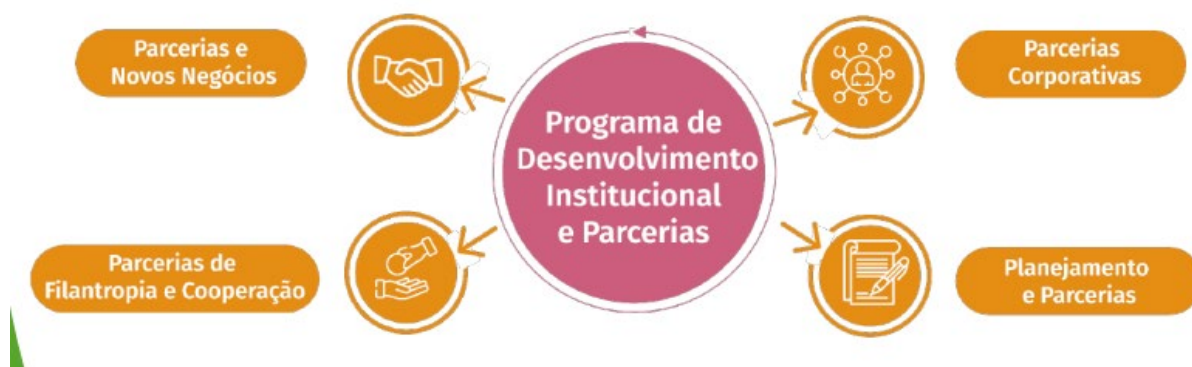 Parcerias e
Novos Negócios
Parcerias
Corporativas
Programa de
Desenvolvimento
Institucional
e Parcerias
Parcerias de
Filantropia e Cooperação
Planejamento
e Parcerias